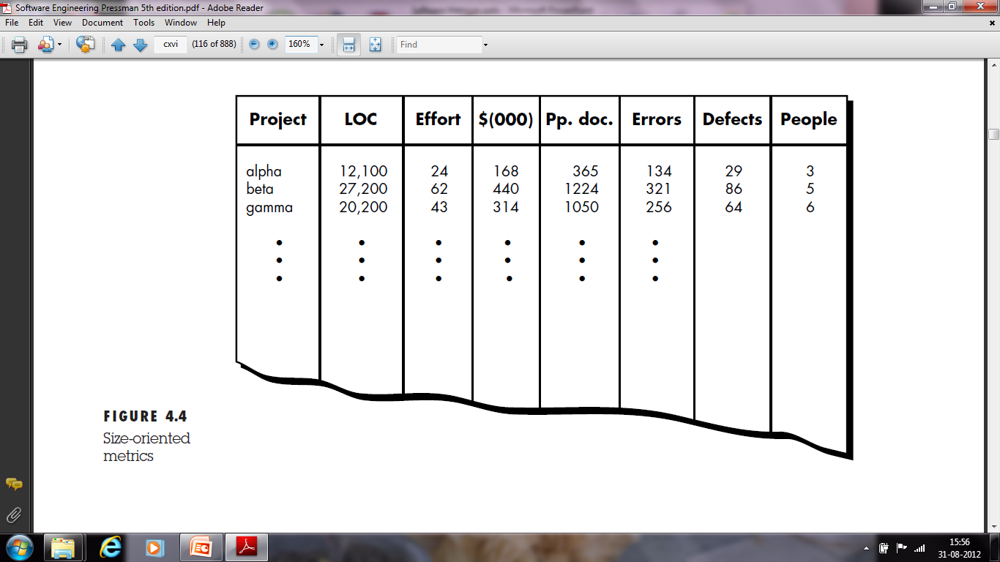 Software Engineering Pressman 5th edition.pdf - Adobe Reader
File Edit View Document Tools Window Help
cxvi (116 of 888) 160% Find
Project LOC Effort $(000) Pp. doc. Errors Defects People
alpha 12,100 24 168 365 134 29 3
beta 27,200 62 440 1224 321 86 5
gamma 20,200 43 314 1050 256 64 6
FIGURE 4.4
Size-oriented
metrics
15:56
31-08-2012